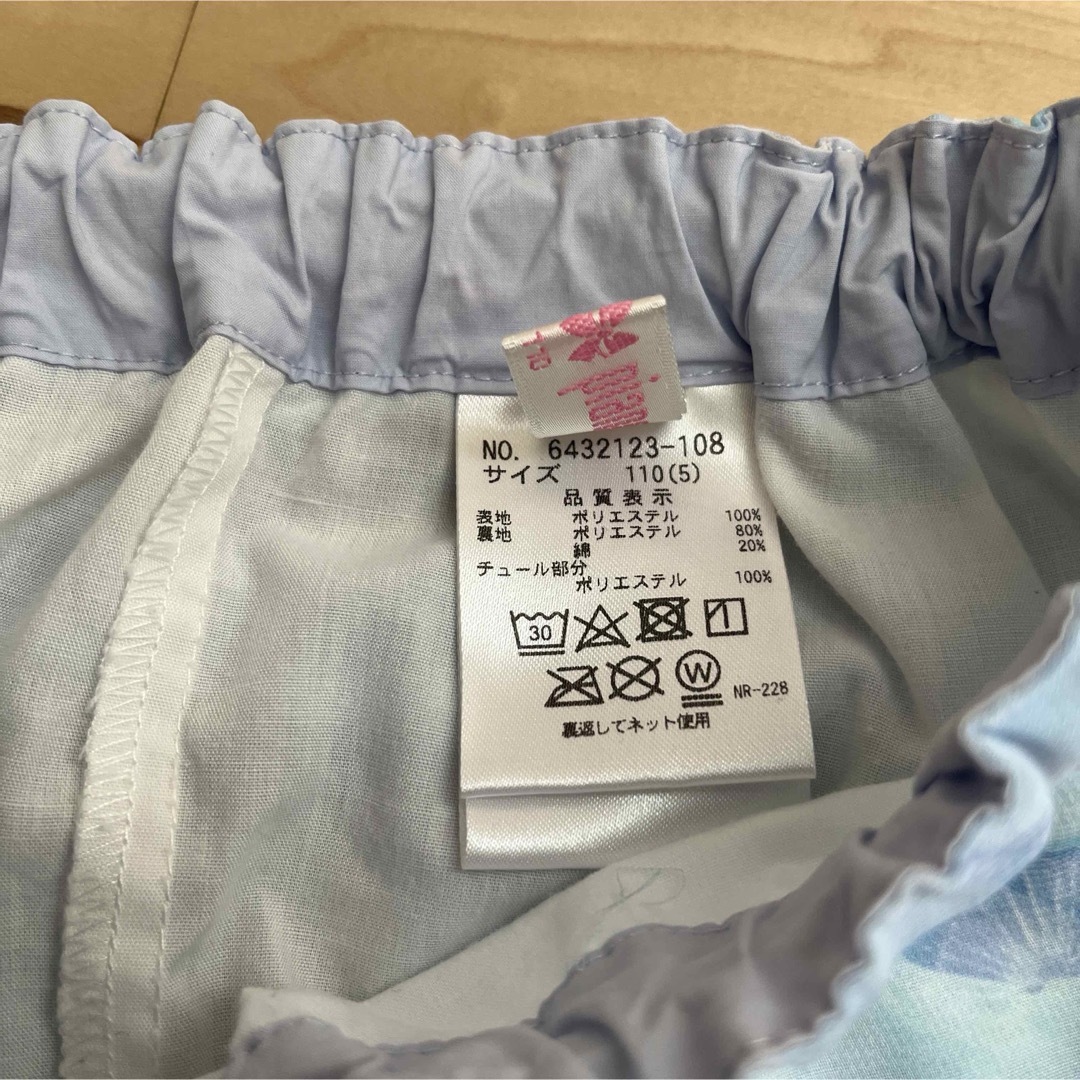 NO. 6432123-108
サイズ 110(5)
品質表示
表地 ポリエステル 100%
裏地 ポリエステル 80%
綿 20%
チュール部分
ポリエステル 100%
30
W
NR-228
裏返してネット使用